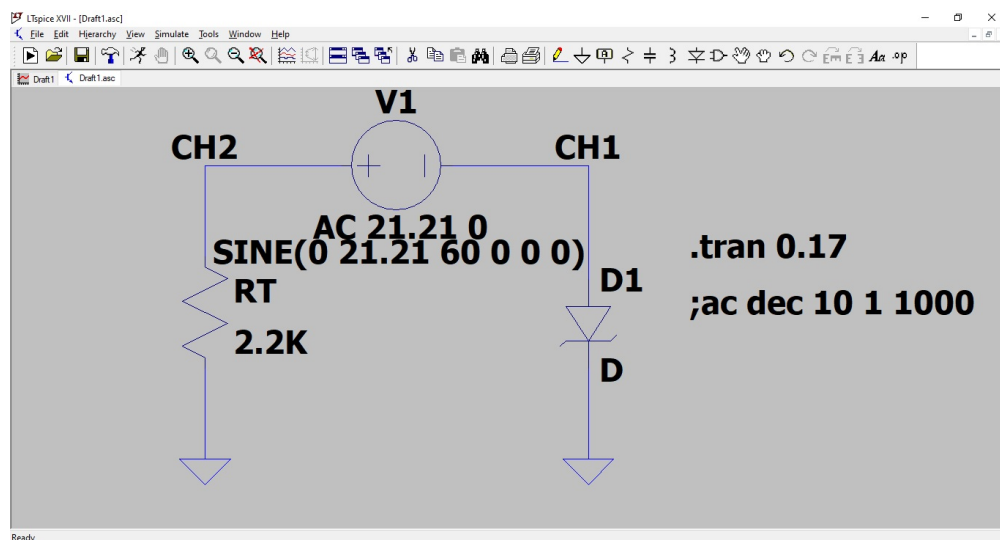 LTspice XVII - [Draft1.asc]
File Edit Hierarchy View Simulate Tools Window Help
Aa .op
Draft1 Draft1.asc
V1
CH2 CH1
AC 21.21 0
SINE(0 21.21 60 0 0 0)
.tran 0.17
D1
RT
;ac dec 10 1 1000
2.2K
D
Ready